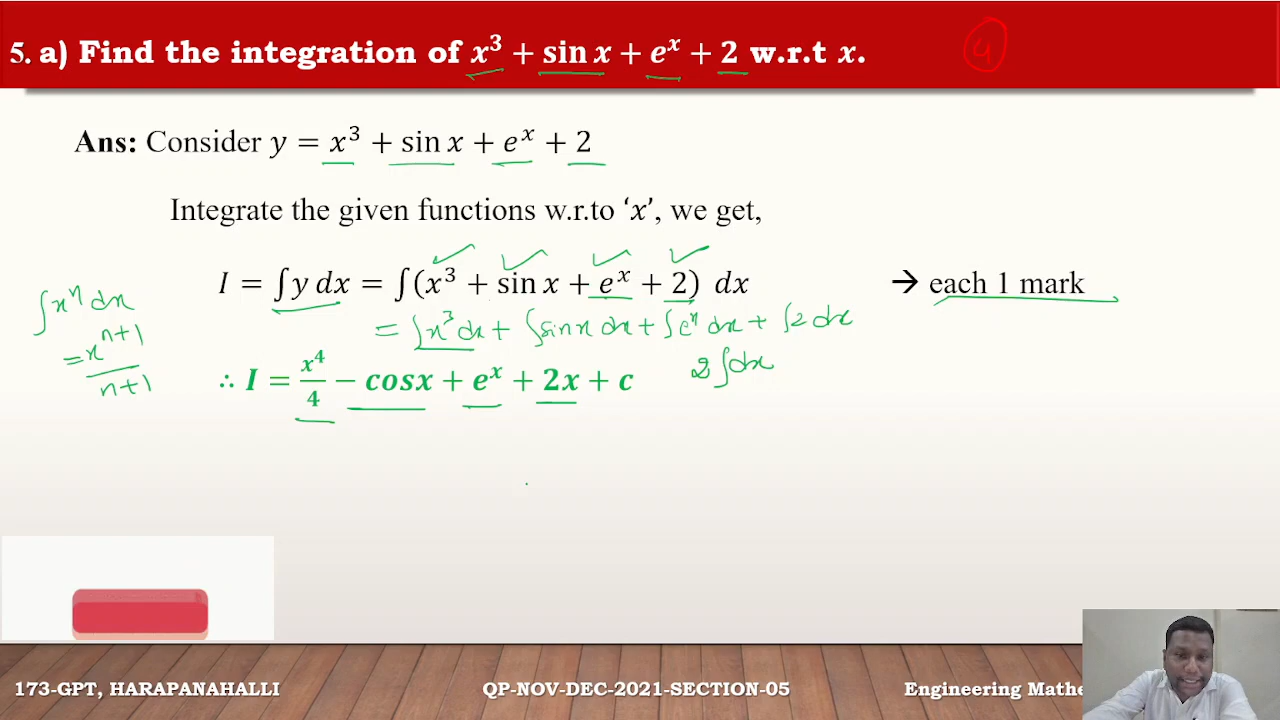 5. a) Find the integration of x³ + sin x + eˣ + 2 w.r.t x.
4
Ans: Consider y = x³ + sin x + eˣ + 2
Integrate the given functions w.r.to ‘x’, we get,
I = ∫ y dx = ∫(x³ + sin x + eˣ + 2) dx → each 1 mark
= ∫x³dx + ∫sinx dx + ∫eˣ dx + ∫2 dx
∫xⁿ dx
= xⁿ⁺¹/n+1
2∫dx
∴ I = x⁴/4 − cosx + eˣ + 2x + c
173-GPT, HARAPANAHALLI
QP-NOV-DEC-2021-SECTION-05
Engineering Mathe